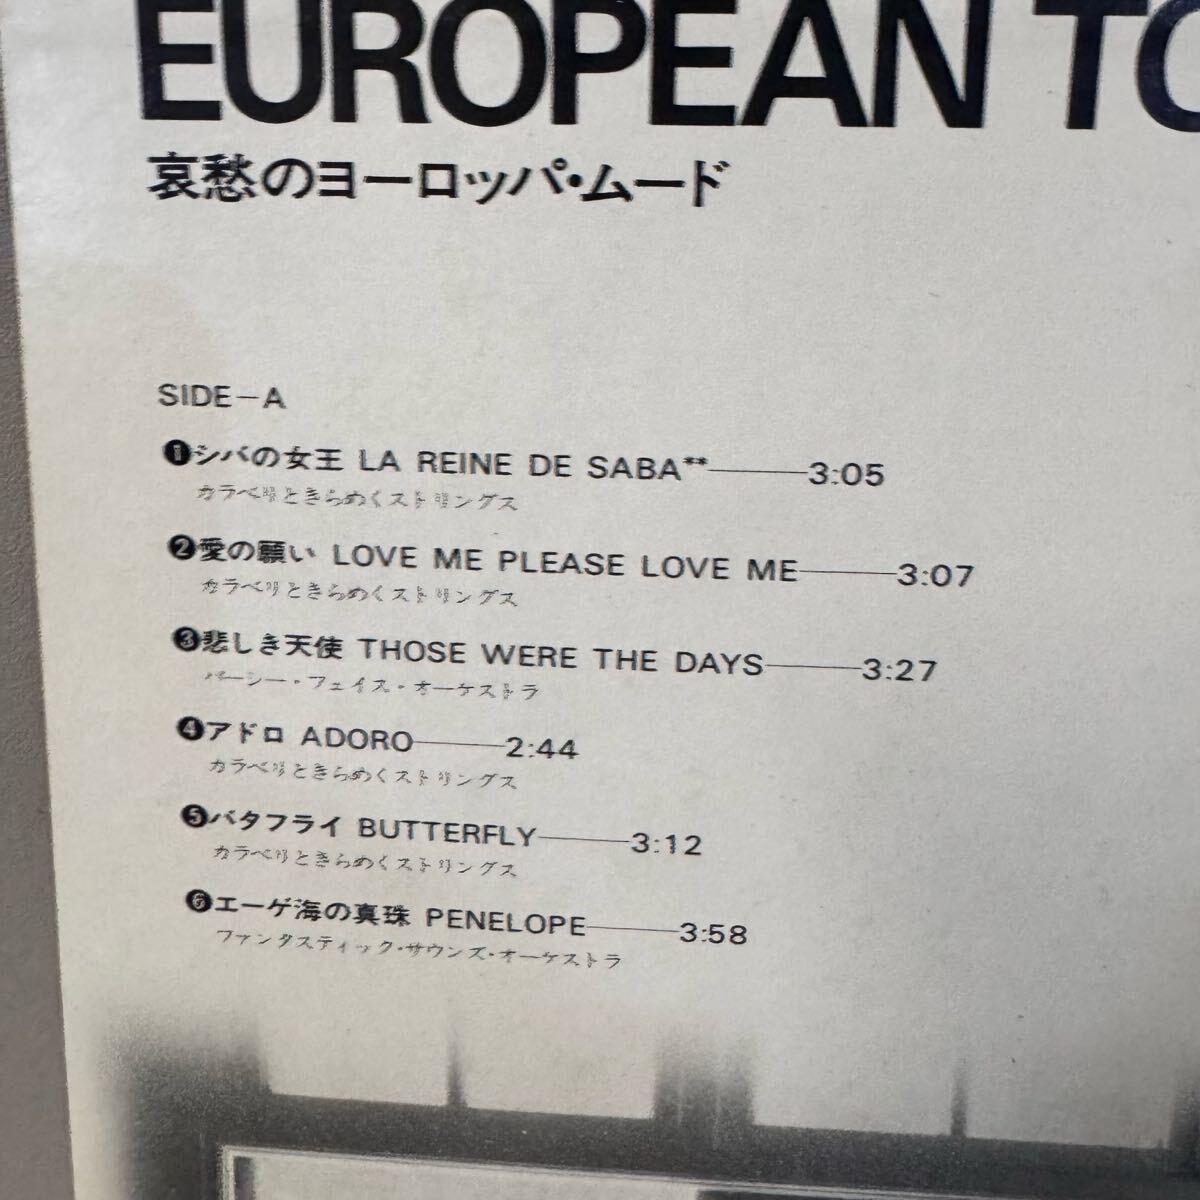 EUROPEAN TO
哀愁のヨーロッパ・ムード
SIDE-A
❶シバの女王 LA REINE DE SABA**———3:05
カラベリときらめくストリングス
❷愛の願い LOVE ME PLEASE LOVE ME———3:07
カラベリときらめくストリングス
❸悲しき天使 THOSE WERE THE DAYS———3:27
パーシー・フェイス・オーケストラ
❹アドロ ADORO———2:44
カラベリときらめくストリングス
❺バタフライ BUTTERFLY———3:12
カラベリときらめくストリングス
❻エーゲ海の真珠 PENELOPE———3:58
ファンタスティック・サウンズ・オーケストラ